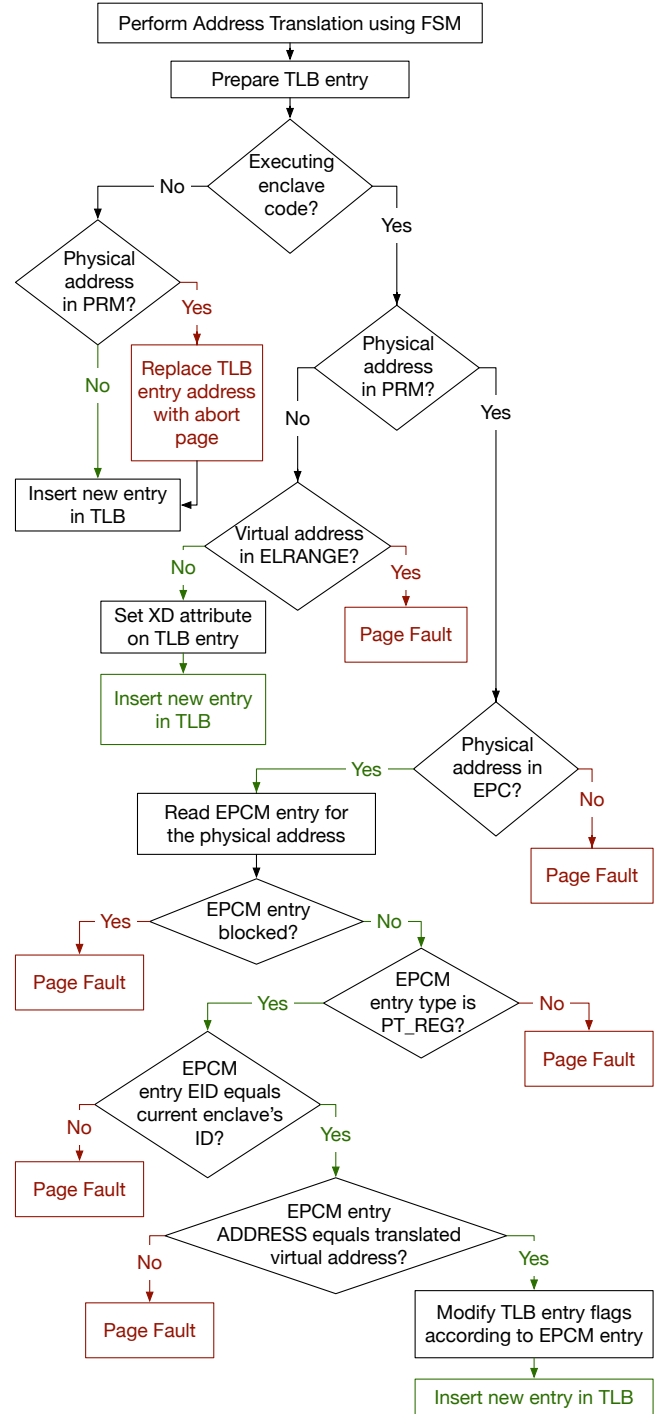 Perform Address Translation using FSM
Prepare TLB entry
Executing
enclave
code?
No
Yes
Physical
address
in PRM?
Yes
No
Replace TLB
entry address
with abort
page
Insert new entry
in TLB
Physical
address
in PRM?
No
Yes
Virtual address
in ELRANGE?
No
Yes
Set XD attribute
on TLB entry
Page Fault
Insert new entry
in TLB
Physical
address in
EPC?
Yes
No
Read EPCM entry for
the physical address
Page Fault
EPCM entry
blocked?
Yes
No
Page Fault
EPCM
entry type is
PT_REG?
Yes
No
Page Fault
EPCM
entry EID equals
current enclave's
ID?
No
Yes
Page Fault
EPCM entry
ADDRESS equals translated
virtual address?
No
Yes
Page Fault
Modify TLB entry flags
according to EPCM entry
Insert new entry in TLB